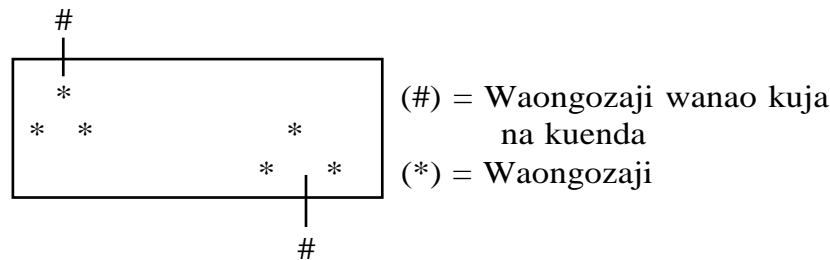 #
*
* * *
* *
#
(#) = Waongozaji wanao kuja
na kuenda
(*) = Waongozaji